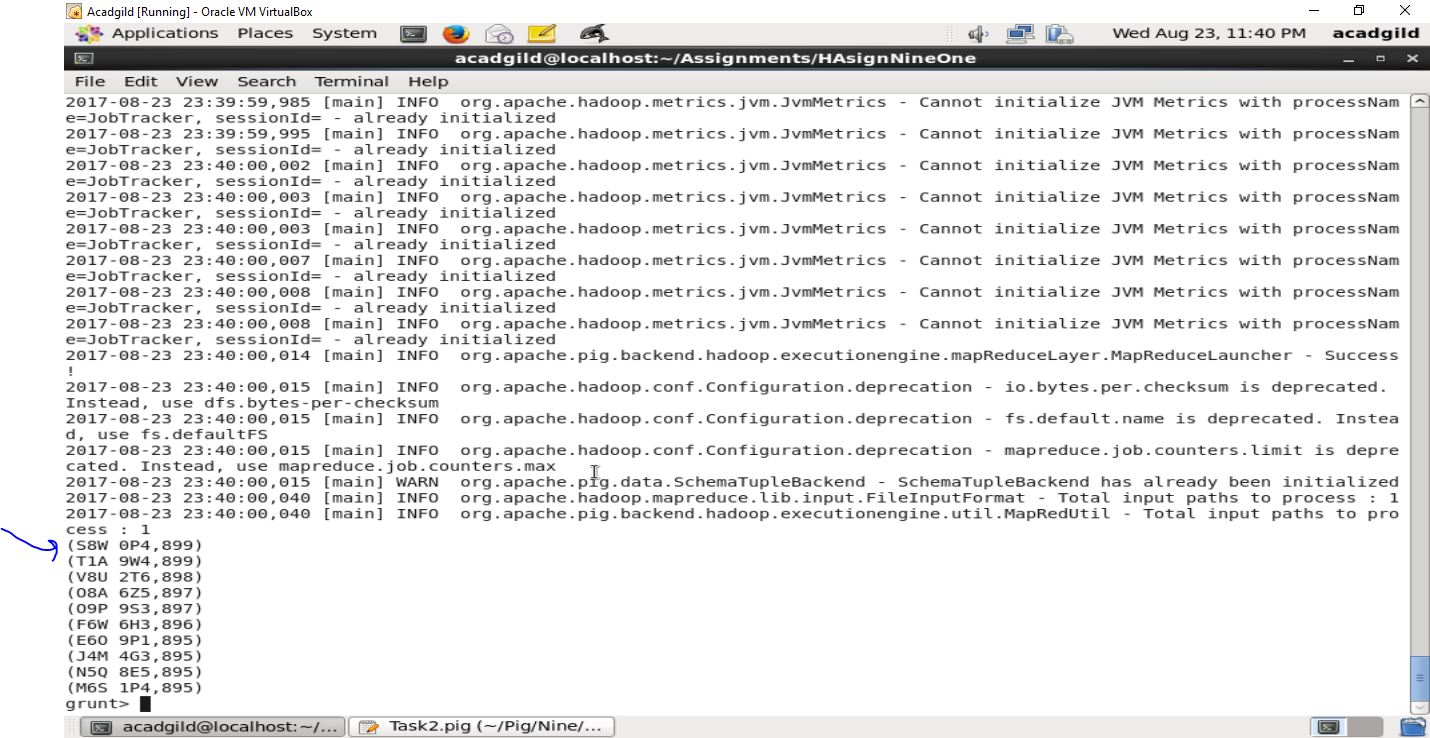 Acadgild [Running] - Oracle VM VirtualBox
Applications Places System Wed Aug 23, 11:40 PM acadgild
acadgild@localhost:~/Assignments/HAsignNineOne
File Edit View Search Terminal Help
2017-08-23 23:39:59,985 [main] INFO  org.apache.hadoop.metrics.jvm.JvmMetrics - Cannot initialize JVM Metrics with processNam
e=JobTracker, sessionId= - already initialized
2017-08-23 23:39:59,995 [main] INFO  org.apache.hadoop.metrics.jvm.JvmMetrics - Cannot initialize JVM Metrics with processNam
e=JobTracker, sessionId= - already initialized
2017-08-23 23:40:00,002 [main] INFO  org.apache.hadoop.metrics.jvm.JvmMetrics - Cannot initialize JVM Metrics with processNam
e=JobTracker, sessionId= - already initialized
2017-08-23 23:40:00,003 [main] INFO  org.apache.hadoop.metrics.jvm.JvmMetrics - Cannot initialize JVM Metrics with processNam
e=JobTracker, sessionId= - already initialized
2017-08-23 23:40:00,003 [main] INFO  org.apache.hadoop.metrics.jvm.JvmMetrics - Cannot initialize JVM Metrics with processNam
e=JobTracker, sessionId= - already initialized
2017-08-23 23:40:00,007 [main] INFO  org.apache.hadoop.metrics.jvm.JvmMetrics - Cannot initialize JVM Metrics with processNam
e=JobTracker, sessionId= - already initialized
2017-08-23 23:40:00,008 [main] INFO  org.apache.hadoop.metrics.jvm.JvmMetrics - Cannot initialize JVM Metrics with processNam
e=JobTracker, sessionId= - already initialized
2017-08-23 23:40:00,008 [main] INFO  org.apache.hadoop.metrics.jvm.JvmMetrics - Cannot initialize JVM Metrics with processNam
e=JobTracker, sessionId= - already initialized
2017-08-23 23:40:00,014 [main] INFO  org.apache.pig.backend.hadoop.executionengine.mapReduceLayer.MapReduceLauncher - Success
!
2017-08-23 23:40:00,015 [main] INFO  org.apache.hadoop.conf.Configuration.deprecation - io.bytes.per.checksum is deprecated.
Instead, use dfs.bytes-per-checksum
2017-08-23 23:40:00,015 [main] INFO  org.apache.hadoop.conf.Configuration.deprecation - fs.default.name is deprecated. Instea
d, use fs.defaultFS
2017-08-23 23:40:00,015 [main] INFO  org.apache.hadoop.conf.Configuration.deprecation - mapreduce.job.counters.limit is depre
cated. Instead, use mapreduce.job.counters.max
2017-08-23 23:40:00,015 [main] WARN  org.apache.pig.data.SchemaTupleBackend - SchemaTupleBackend has already been initialized
2017-08-23 23:40:00,040 [main] INFO  org.apache.hadoop.mapreduce.lib.input.FileInputFormat - Total input paths to process : 1
2017-08-23 23:40:00,040 [main] INFO  org.apache.pig.backend.hadoop.executionengine.util.MapRedUtil - Total input paths to pro
cess : 1
(S8W 0P4,899)
(T1A 9W4,899)
(V8U 2T6,898)
(O8A 6Z5,897)
(O9P 9S3,897)
(F6W 6H3,896)
(E6O 9P1,895)
(J4M 4G3,895)
(N5Q 8E5,895)
(M6S 1P4,895)
grunt>
acadgild@localhost:~/... Task2.pig (~/Pig/Nine/...